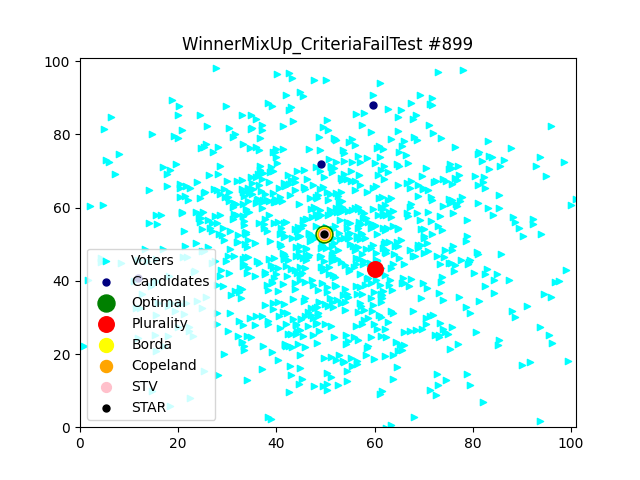 WinnerMixUp_CriteriaFailTest #899
100
80
60
40
20
0
0 20 40 60 80 100
Voters
Candidates
Optimal
Plurality
Borda
Copeland
STV
STAR